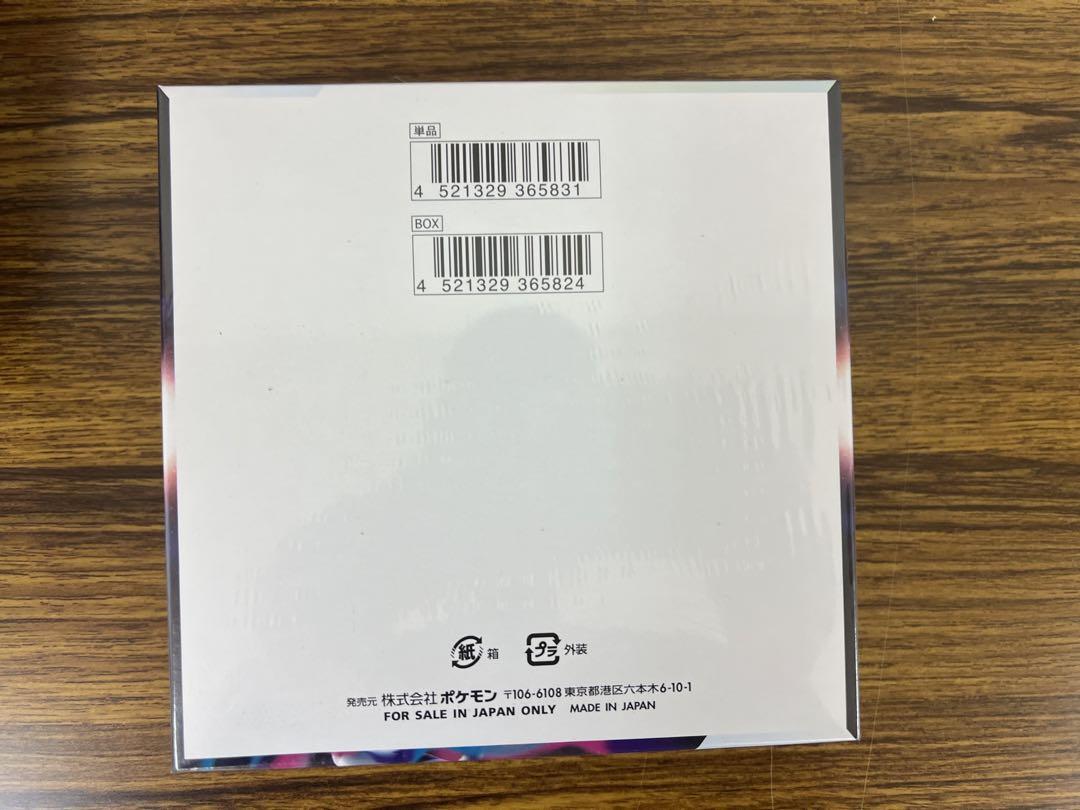 単品
4 521329 365831
BOX
4 521329 365824
紙 箱 プラ 外装
発売元 株式会社ポケモン 〒106-6108 東京都港区六本木6-10-1
FOR SALE IN JAPAN ONLY MADE IN JAPAN